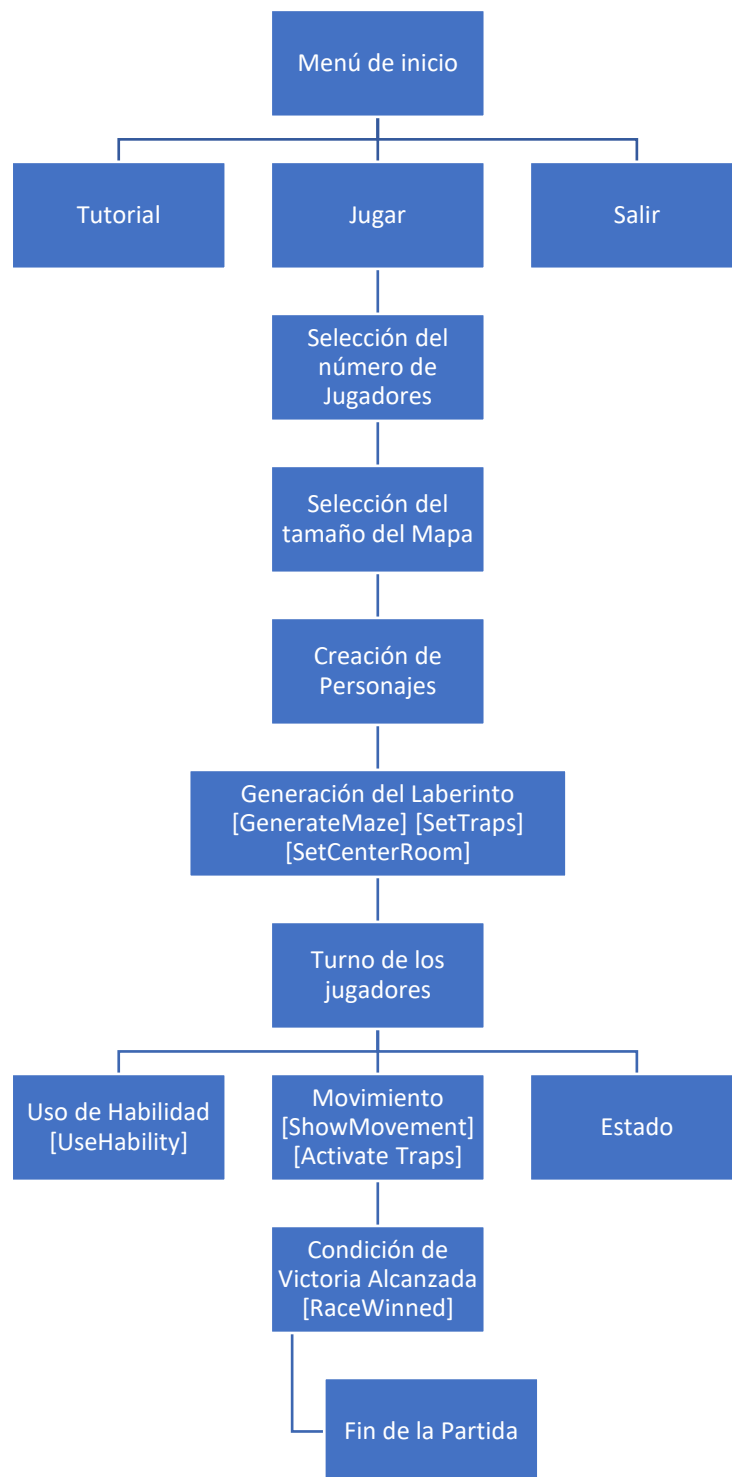 Menú de inicio
Tutorial
Jugar
Salir
Selección del
número de
Jugadores
Selección del
tamaño del Mapa
Creación de
Personajes
Generación del Laberinto
[GenerateMaze] [SetTraps]
[SetCenterRoom]
Turno de los
jugadores
Uso de Habilidad
[UseHability]
Movimiento
[ShowMovement]
[Activate Traps]
Estado
Condición de
Victoria Alcanzada
[RaceWinned]
Fin de la Partida